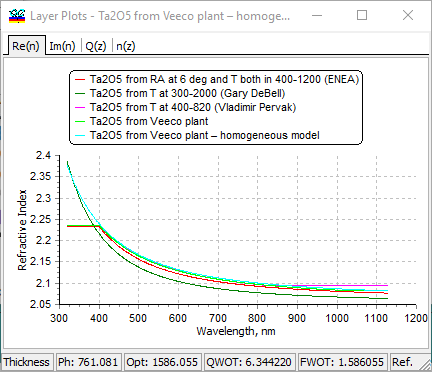 Layer Plots - Ta2O5 from Veeco plant – homoge...
Re(n) Im(n) Q(z) n(z)
Ta2O5 from RA at 6 deg and T both in 400-1200 (ENEA)
Ta2O5 from T at 300-2000 (Gary DeBell)
Ta2O5 from T at 400-820 (Vladimir Pervak)
Ta2O5 from Veeco plant
Ta2O5 from Veeco plant – homogeneous model
Refractive Index
2.4
2.35
2.3
2.25
2.2
2.15
2.1
2.05
300 400 500 600 700 800 900 1000 1100 1200
Wavelength, nm
Thickness Ph: 761.081 Opt: 1586.055 QWOT: 6.344220 FWOT: 1.586055 Ref.